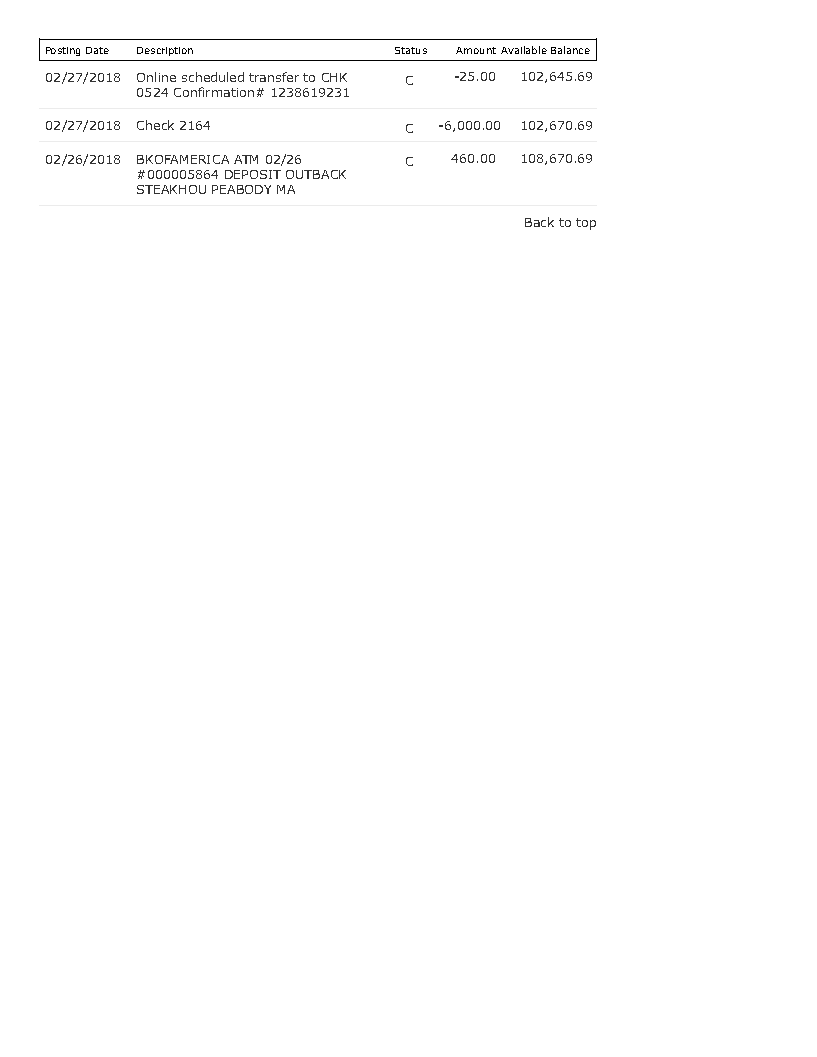 Posting Date Description Status Amount Available Balance
02/27/2018 Online scheduled transfer to CHK C -25.00 102,645.69
0524 Confirmation# 1238619231
02/27/2018 Check 2164 C -6,000.00 102,670.69
02/26/2018 BKOFAMERICA ATM 02/26 C 460.00 108,670.69
#000005864 DEPOSIT OUTBACK
STEAKHOU PEABODY MA
Back to top